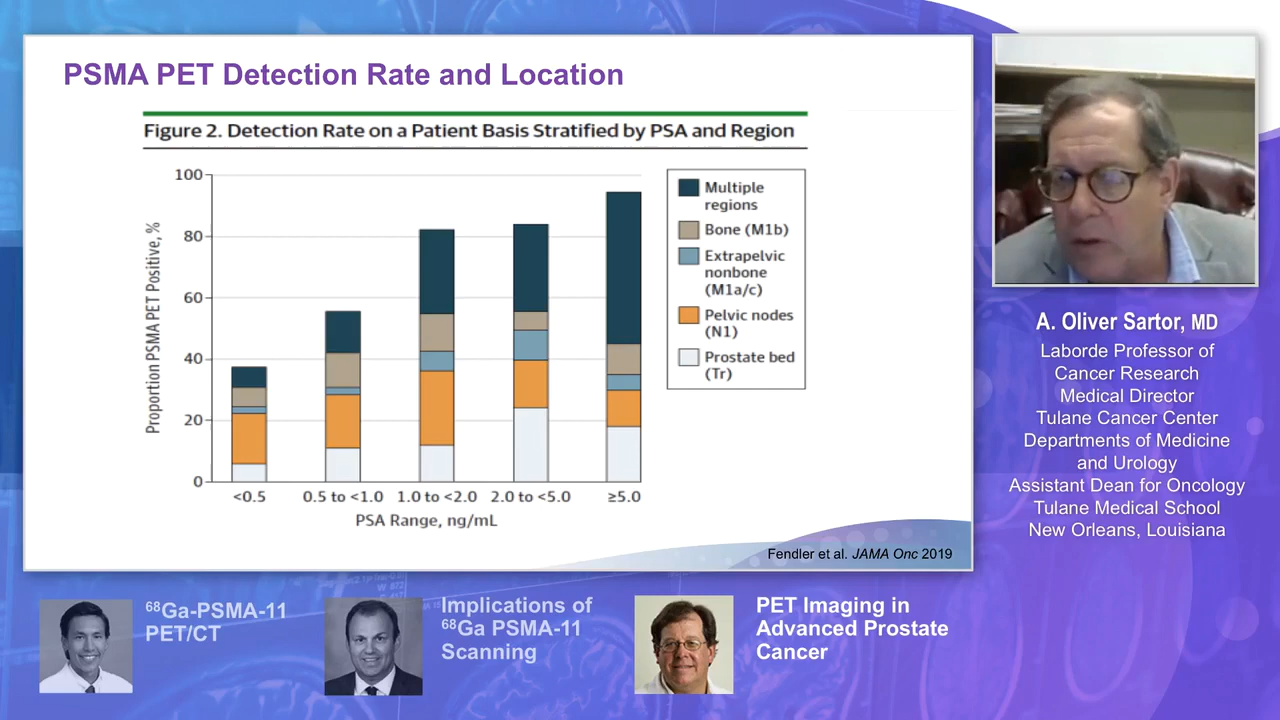 PSMA PET Detection Rate and Location
Figure 2. Detection Rate on a Patient Basis Stratified by PSA and Region
Proportion PSMA PET Positive, %
100
80
60
40
20
0
<0.5
0.5 to <1.0
1.0 to <2.0
2.0 to <5.0
≥5.0
PSA Range, ng/mL
Multiple
regions
Bone (M1b)
Extrapelvic
nonbone
(M1a/c)
Pelvic nodes
(N1)
Prostate bed
(Tr)
Fendler et al. JAMA Onc 2019
A. Oliver Sartor, MD
Laborde Professor of
Cancer Research
Medical Director
Tulane Cancer Center
Departments of Medicine
and Urology
Assistant Dean for Oncology
Tulane Medical School
New Orleans, Louisiana
68Ga-PSMA-11
PET/CT
Implications of
68Ga PSMA-11
Scanning
PET Imaging in
Advanced Prostate
Cancer